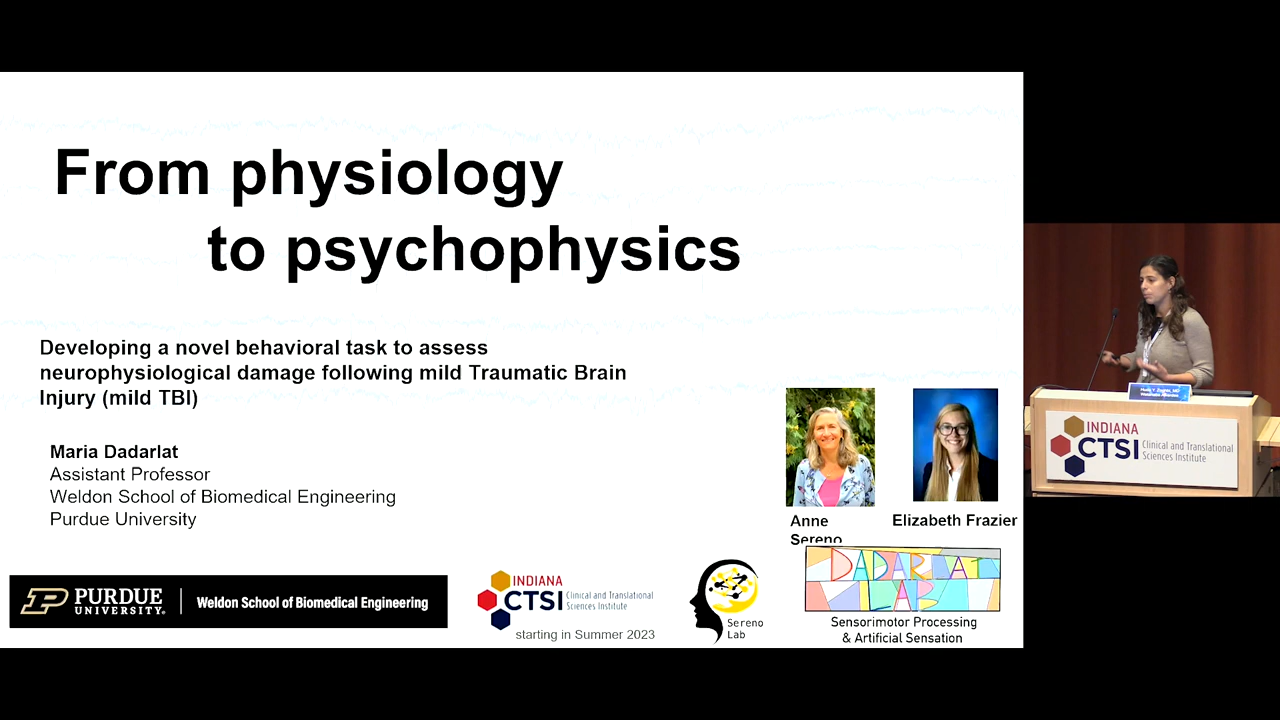 From physiology
to psychophysics
Developing a novel behavioral task to assess
neurophysiological damage following mild Traumatic Brain
Injury (mild TBI)
Maria Dadarlat
Assistant Professor
Weldon School of Biomedical Engineering
Purdue University
Anne
Sereno
Elizabeth Frazier
PURDUE
UNIVERSITY.
Weldon School of Biomedical Engineering
INDIANA
CTSI
Clinical and Translational
Sciences Institute
starting in Summer 2023
Sereno
Lab
DADARLAT
LAB
Sensorimotor Processing
& Artificial Sensation
INDIANA
CTSI
Clinical and Translational
Sciences Institute